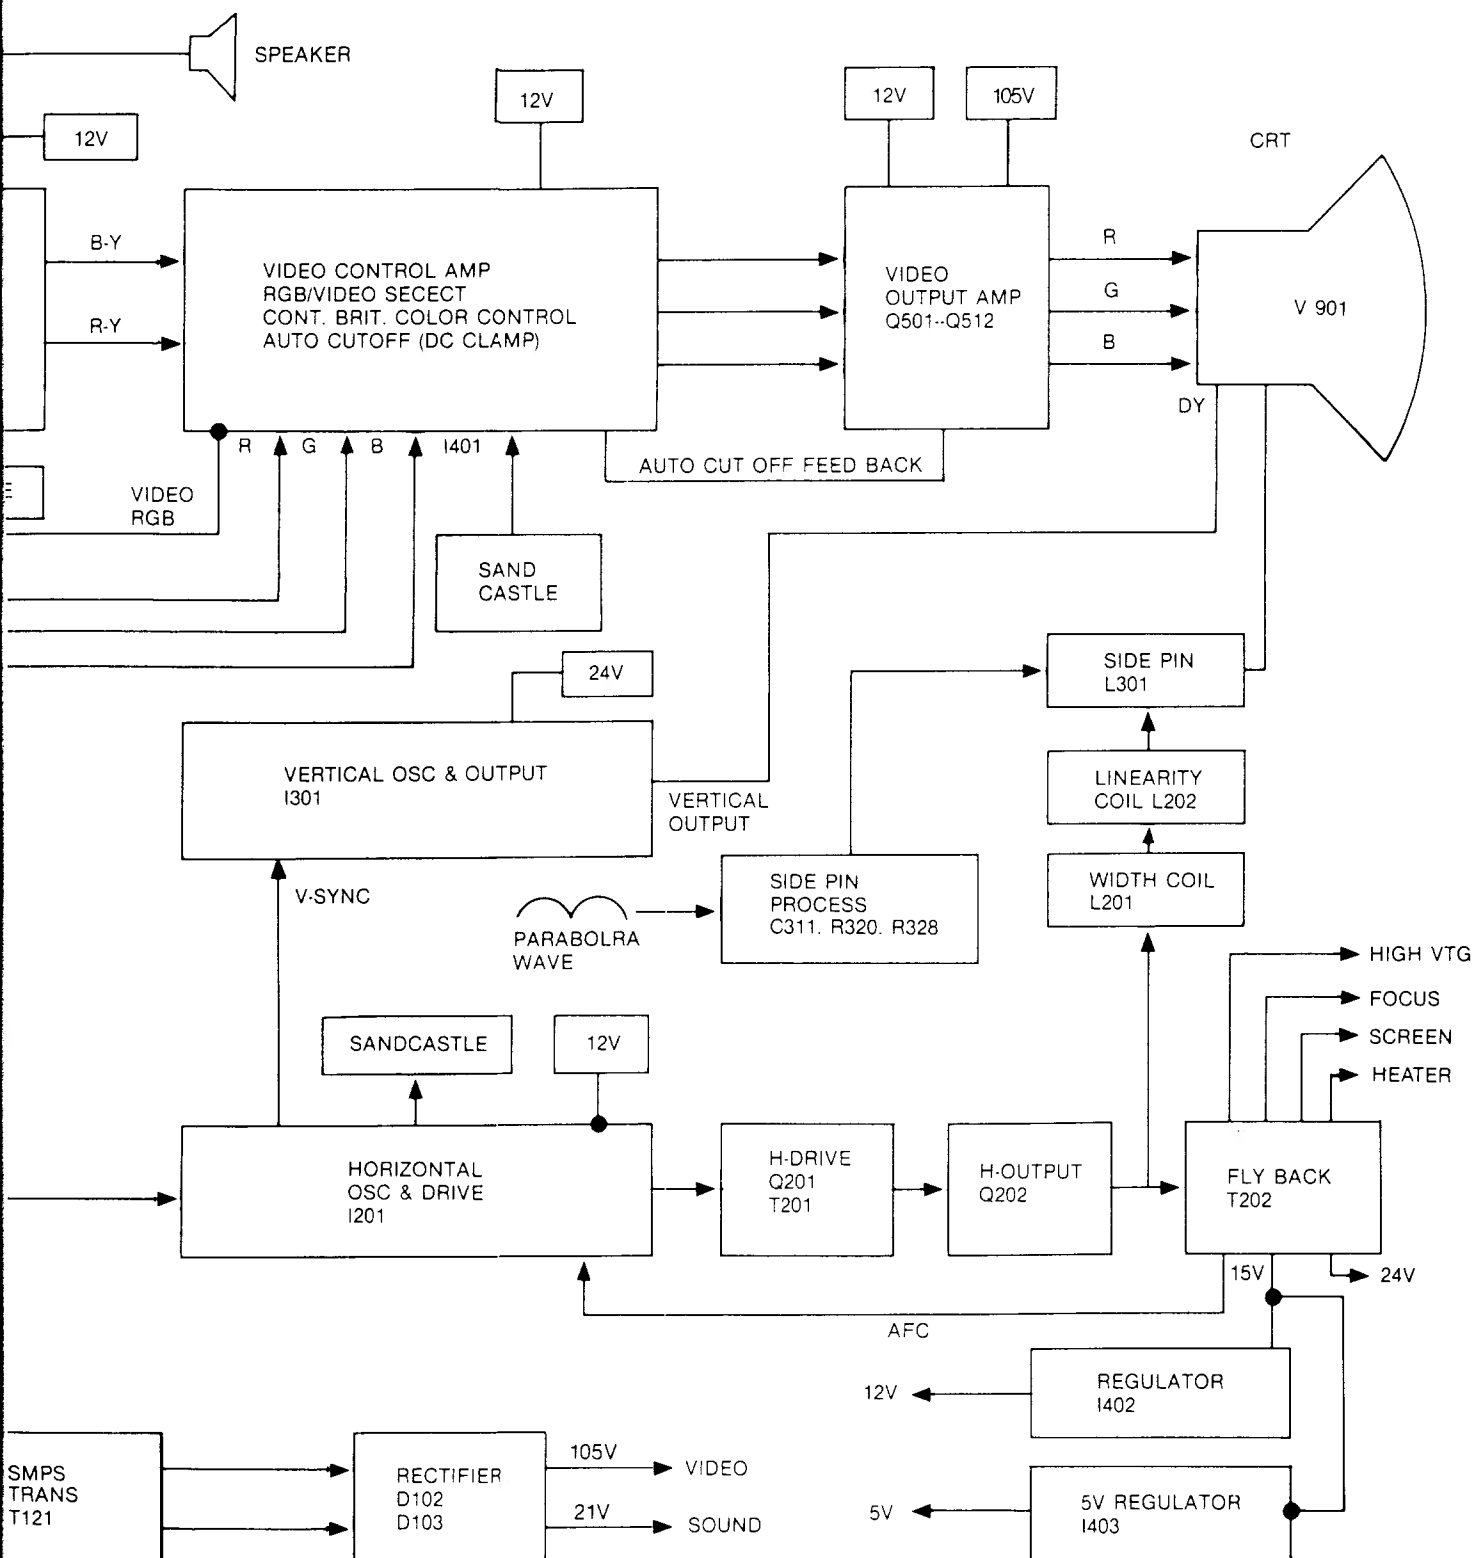 SPEAKER
12V
12V
12V
105V
CRT
B-Y
R-Y
VIDEO CONTROL AMP
RGB/VIDEO SECECT
CONT. BRIT. COLOR CONTROL
AUTO CUTOFF (DC CLAMP)
VIDEO
OUTPUT AMP
Q501--Q512
R
G
B
V 901
DY
R
G
B
I401
AUTO CUT OFF FEED BACK
VIDEO
RGB
SAND
CASTLE
24V
SIDE PIN
L301
VERTICAL OSC & OUTPUT
I301
VERTICAL
OUTPUT
LINEARITY
COIL L202
V-SYNC
PARABOLRA
WAVE
SIDE PIN
PROCESS
C311. R320. R328
WIDTH COIL
L201
HIGH VTG
FOCUS
SCREEN
HEATER
SANDCASTLE
12V
HORIZONTAL
OSC & DRIVE
I201
H-DRIVE
Q201
T201
H-OUTPUT
Q202
FLY BACK
T202
15V
24V
AFC
12V
REGULATOR
I402
SMPS
TRANS
T121
RECTIFIER
D102
D103
105V
VIDEO
21V
SOUND
5V
5V REGULATOR
I403